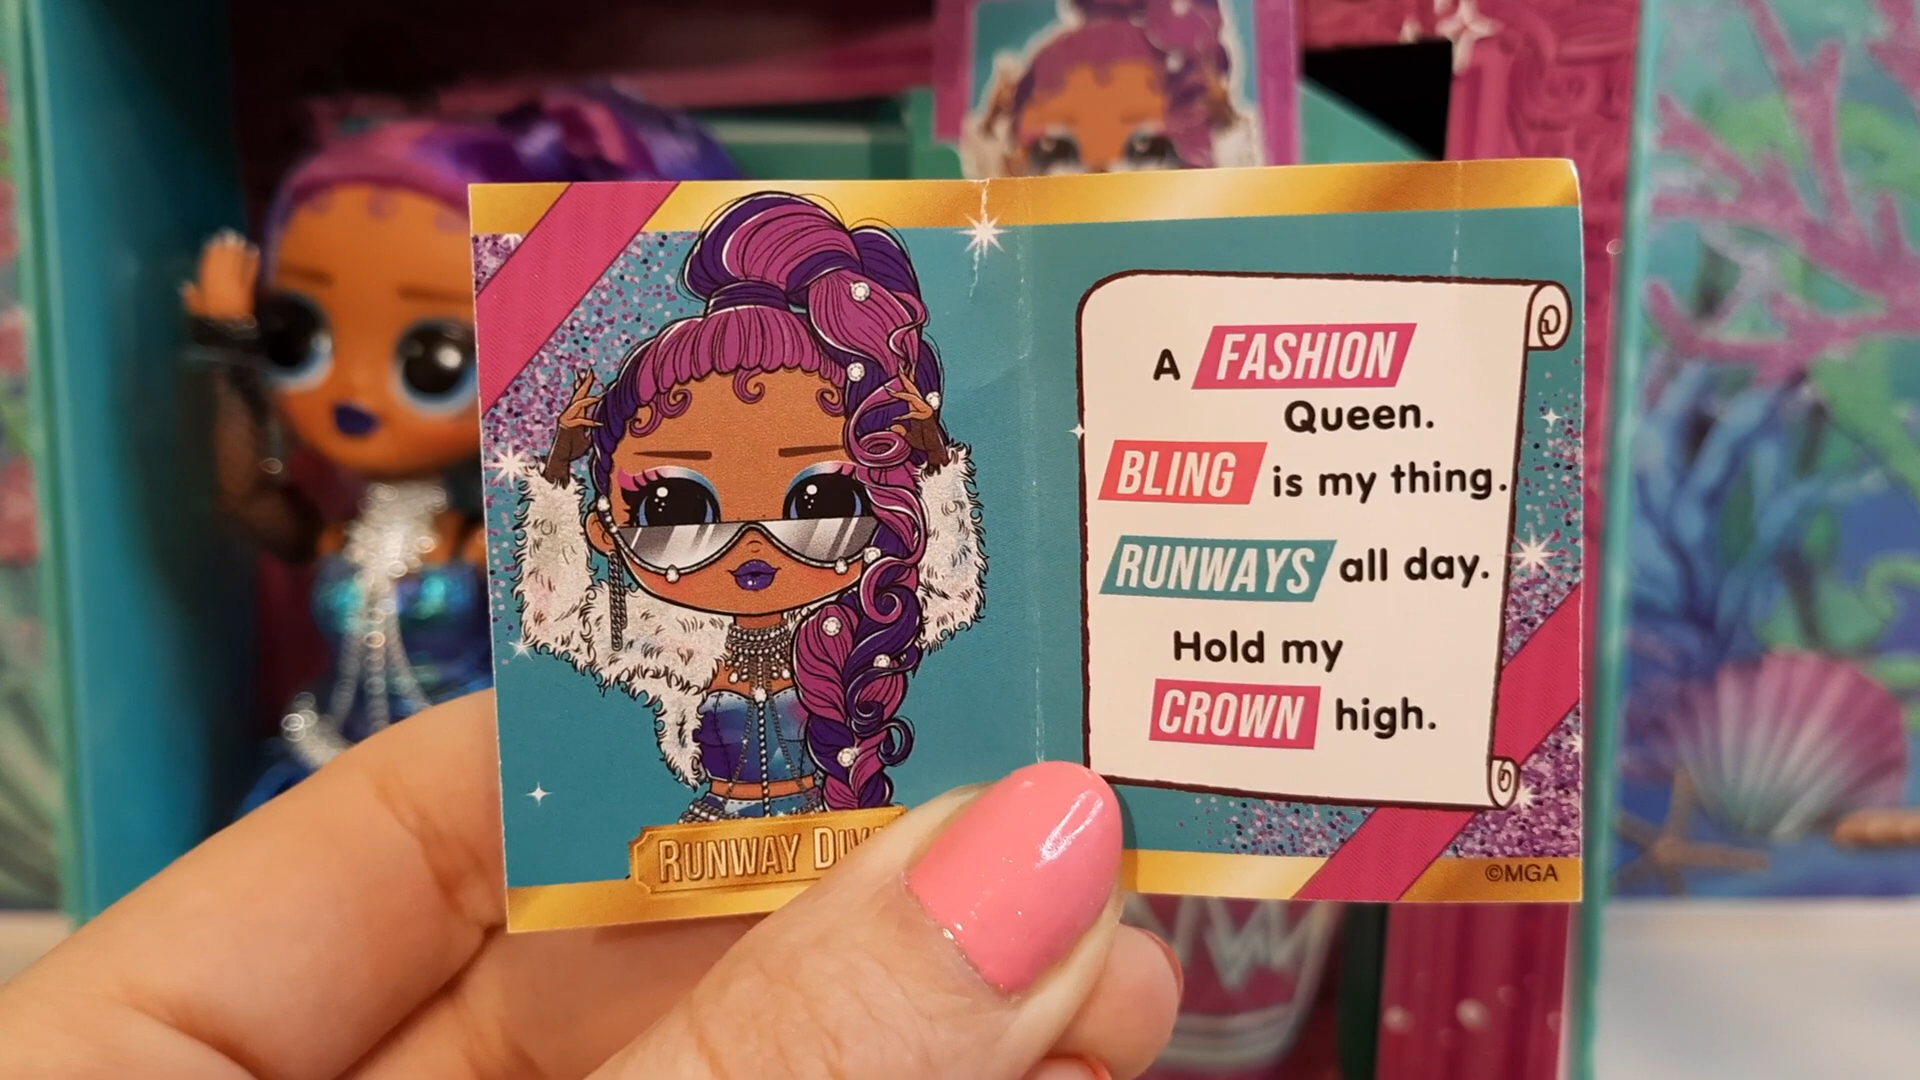 RUNWAY
A FASHION
Queen.
BLING is my thing.
RUNWAYS all day.
Hold my
CROWN high.
©MGA